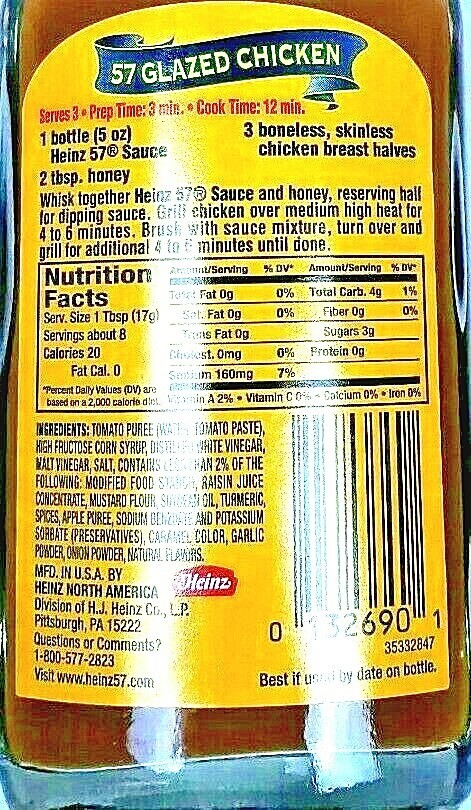 57 GLAZED CHICKEN
Serves 3 • Prep Time: 3 min. • Cook Time: 12 min.
1 bottle (5 oz) Heinz 57® Sauce
3 boneless, skinless chicken breast halves
2 tbsp. honey
Whisk together Heinz 57® Sauce and honey, reserving half
for dipping sauce. Grill chicken over medium high heat for
4 to 6 minutes. Brush with sauce mixture, turn over and
grill for additional 4 to 6 minutes until done.
Nutrition
Facts
Serv. Size 1 Tbsp (17g)
Servings about 8
Calories 20
Fat Cal. 0
*Percent Daily Values (DV) are
based on a 2,000 calorie diet.
Amount/Serving % DV* Amount/Serving % DV*
Total Fat 0g 0% Total Carb. 4g 1%
Sat. Fat 0g 0% Fiber 0g 0%
Trans Fat 0g Sugars 3g
Cholest. 0mg 0% Protein 0g
Sodium 160mg 7%
Vitamin A 2% • Vitamin C 0% • Calcium 0% • Iron 0%
INGREDIENTS: TOMATO PUREE (WATER, TOMATO PASTE),
HIGH FRUCTOSE CORN SYRUP, DISTILLED WHITE VINEGAR,
MALT VINEGAR, SALT, CONTAINS LESS THAN 2% OF THE
FOLLOWING: MODIFIED FOOD STARCH, RAISIN JUICE
CONCENTRATE, MUSTARD FLOUR, SOYBEAN OIL, TURMERIC,
SPICES, APPLE PUREE, SODIUM BENZOATE AND POTASSIUM
SORBATE (PRESERVATIVES), CARAMEL COLOR, GARLIC
POWDER, ONION POWDER, NATURAL FLAVORS.
MFD. IN U.S.A. BY
HEINZ NORTH AMERICA
Division of H.J. Heinz Co., L.P.
Pittsburgh, PA 15222
Heinz
Questions or Comments?
1-800-577-2823
Visit www.heinz57.com
0 32690 1
35332847
Best if used by date on bottle.